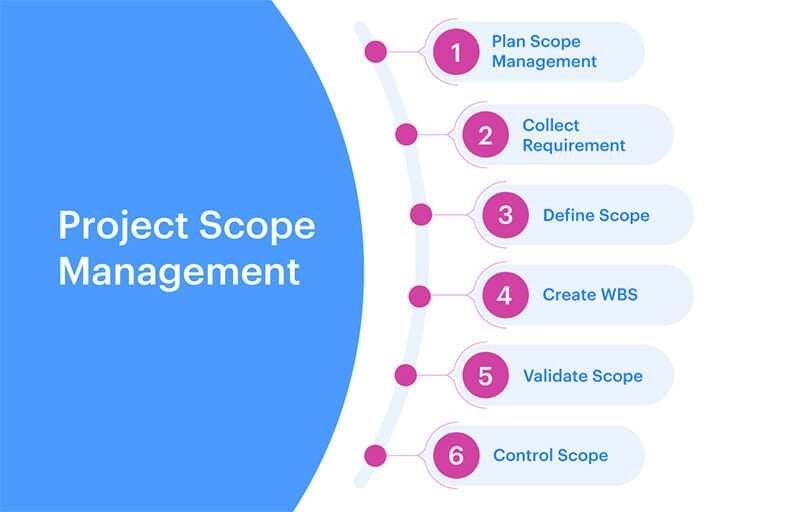 Project Scope
Management
1
Plan Scope
Management
2
Collect
Requirement
3
Define Scope
4
Create WBS
5
Validate Scope
6
Control Scope